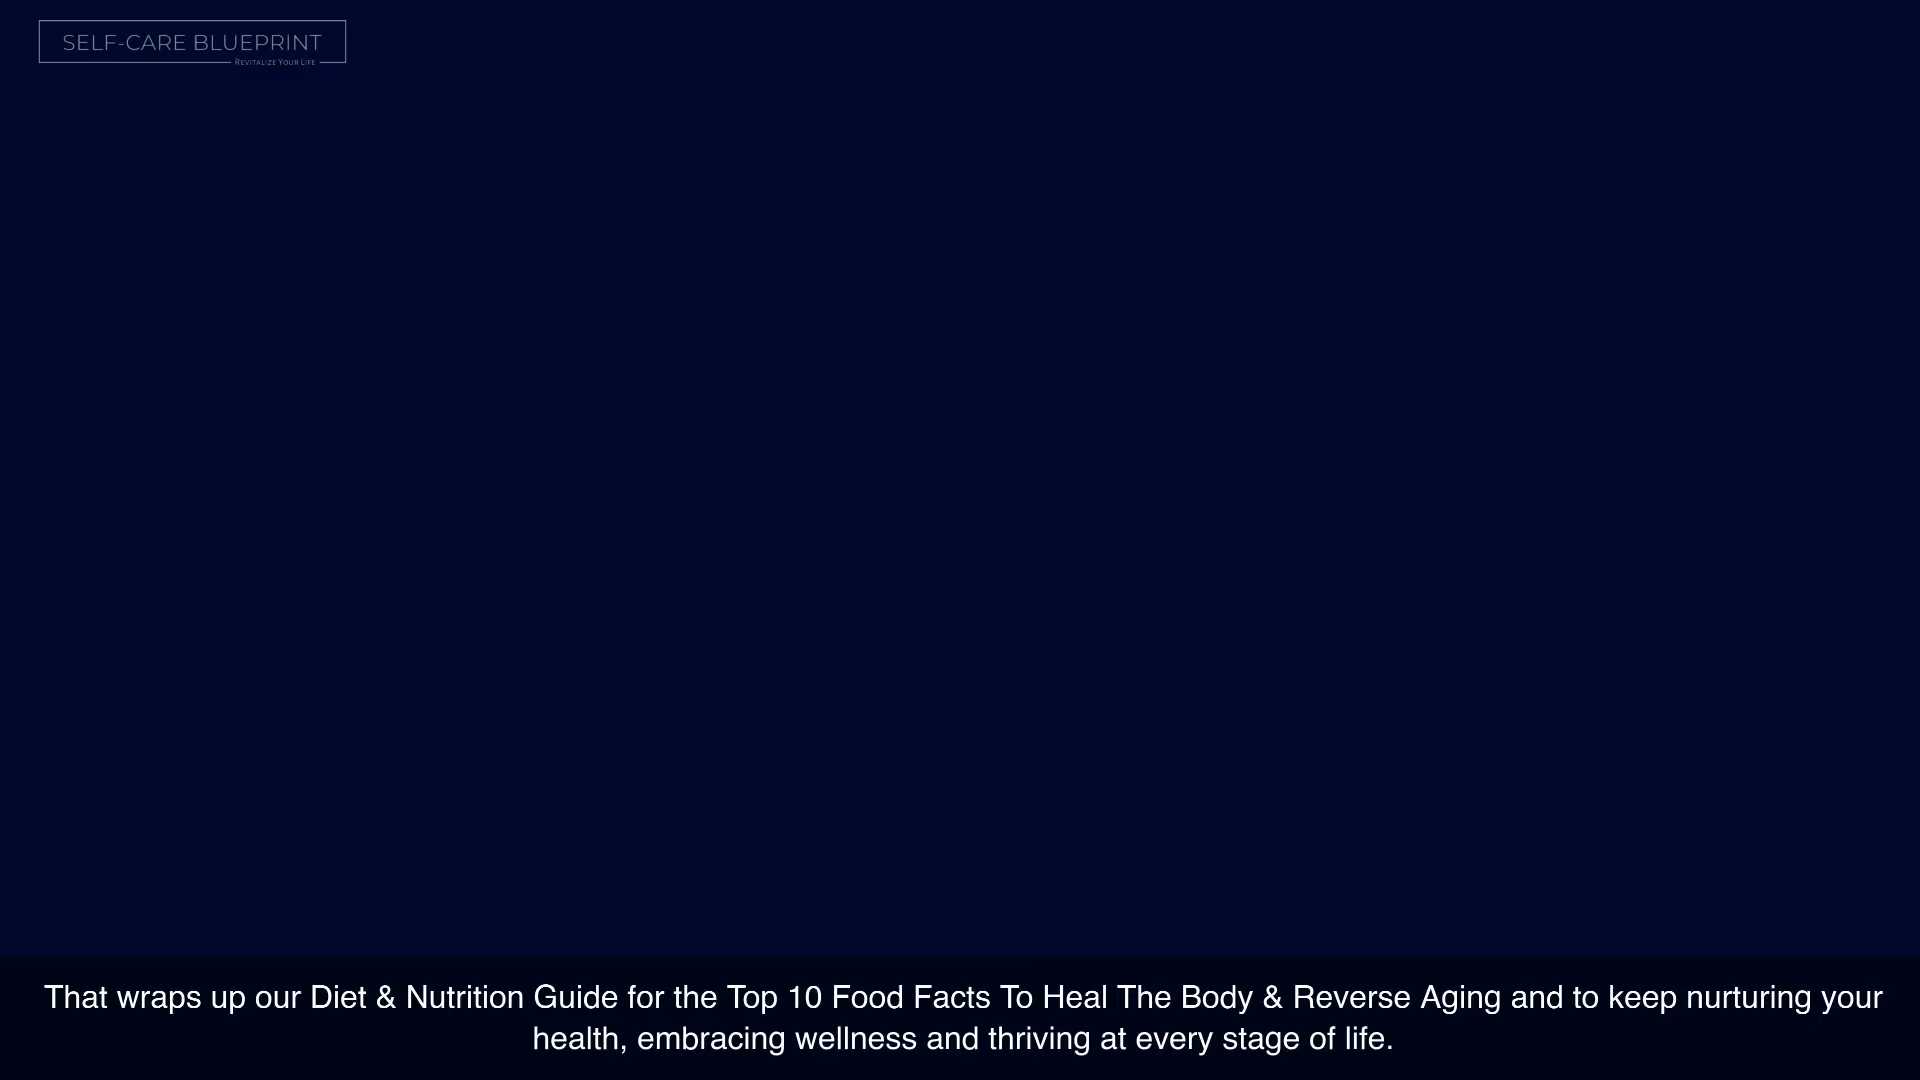 SELF-CARE BLUEPRINT
REVITALIZE YOUR LIFE
That wraps up our Diet & Nutrition Guide for the Top 10 Food Facts To Heal The Body & Reverse Aging and to keep nurturing your
health, embracing wellness and thriving at every stage of life.